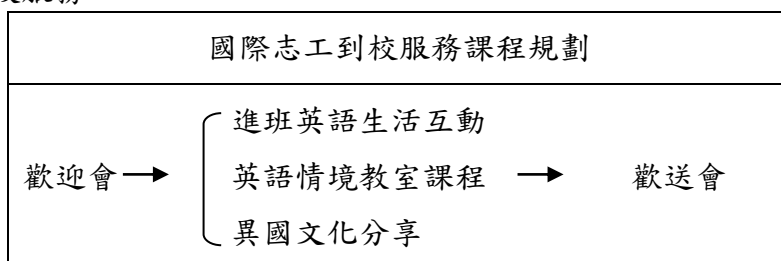 國際志工到校服務課程規劃
進班英語生活互動
歡迎會 → 英語情境教室課程 → 歡送會
異國文化分享